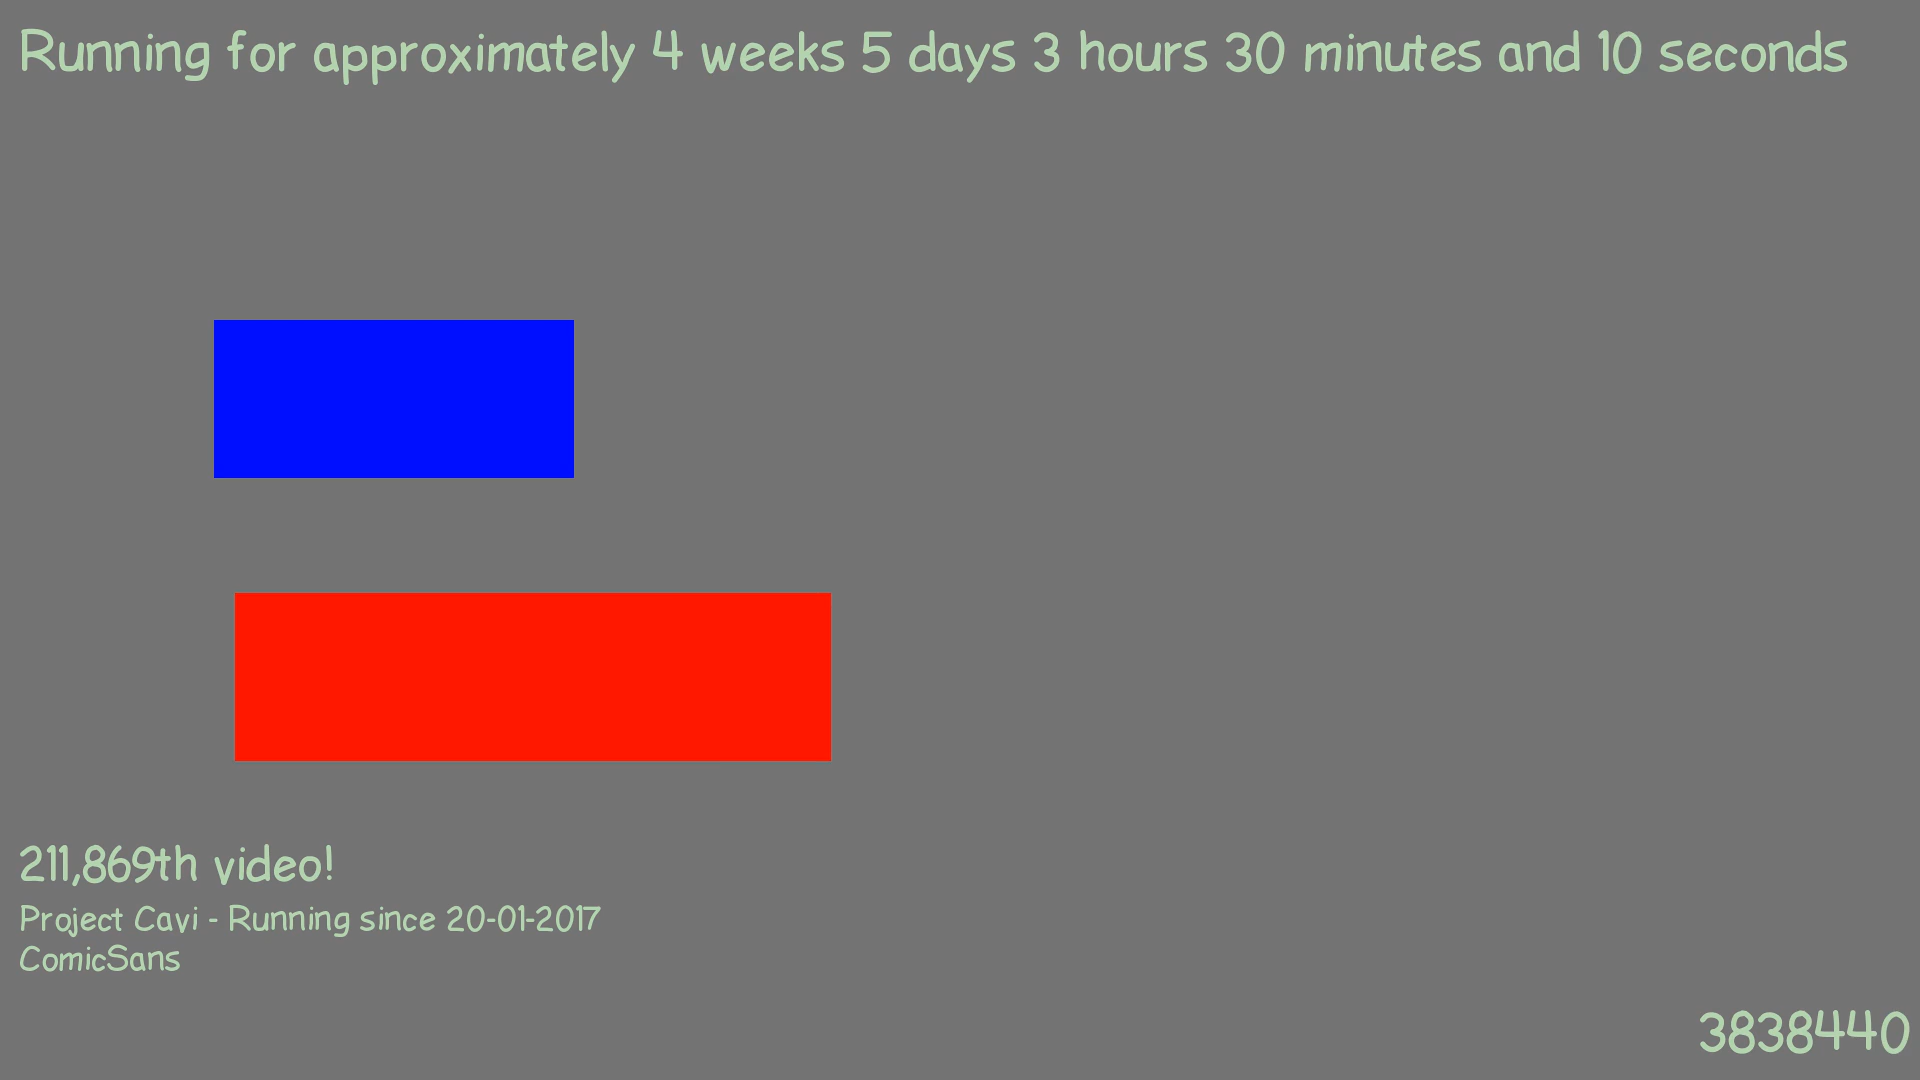 Running for approximately 4 weeks 5 days 3 hours 30 minutes and 10 seconds
211,869th video!
Project Cavi - Running since 20-01-2017
ComicSans
3838440